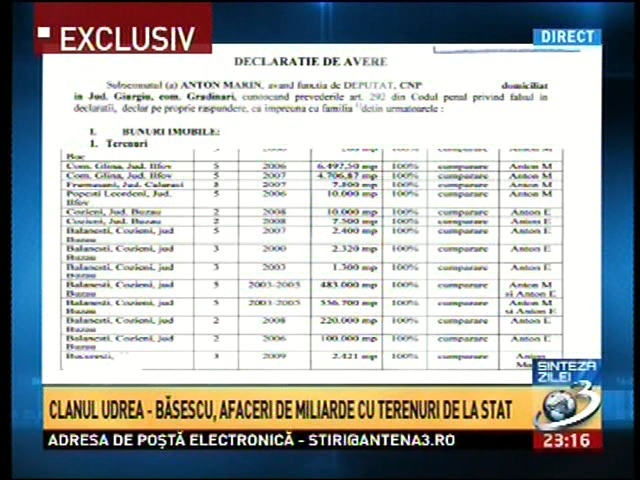 EXCLUSIV
DIRECT
DECLARATIE DE AVERE
Subsemnatul (a) ANTON MARIN, avand functia de DEPUTAT, CNP domiciliat
in Jud. Giurgiu, com. Gradinari, cunoscand prevederile art. 292 din Codul penal privind falsul in
declaratii, declar pe proprie raspundere, ca impreuna cu familia detin urmatoarele :
I. BUNURI IMOBILE:
1. Terenuri
Buc
Com. Glina, Jud. Ilfov 5 2006 6.497,50 mp 100% cumparare Anton M
Com. Glina, Jud. Ilfov 5 2007 4.706,87 mp 100% cumparare Anton M
Frumusani, Jud. Calarasi 5 2007 7.800 mp 100% cumparare Anton M
Popesti Leordeni, Jud. 5 2006 10.000 mp 100% cumparare Anton M
Ilfov
Cozieni, Jud. Buzau 2 2008 10.000 mp 100% cumparare Anton E
Cozieni, Jud. Buzau 2 2008 7.500 mp 100% cumparare Anton E
Balanesti, Cozieni, jud 5 2007 2.400 mp 100% cumparare Anton E
Buzau
Balanesti, Cozieni, jud 3 2000 2.320 mp 100% cumparare Anton E
Buzau
Balanesti, Cozieni, jud 3 2003 1.300 mp 100% cumparare Anton E
Buzau
Balanesti, Cozieni, jud 5 2003-2005 483.000 mp 100% cumparare Anton M
Buzau si Anton E
Balanesti, Cozieni, jud 5 2003-2005 556.700 mp 100% cumparare Anton M
Buzau si Anton E
Balanesti, Cozieni, jud 2 2008 220.000 mp 100% cumparare Anton E
Buzau
Balanesti, Cozieni, jud 2 2006 100.000 mp 100% cumparare Anton E
Buzau
Bucuresti, 3 2009 2.421 mp 100% cumparare Anton
SINTEZA
ZILEI
CLANUL UDREA - BĂSESCU, AFACERI DE MILIARDE CU TERENURI DE LA STAT
3
ADRESA DE POȘTĂ ELECTRONICĂ - STIRI@ANTENA3.RO
23:16